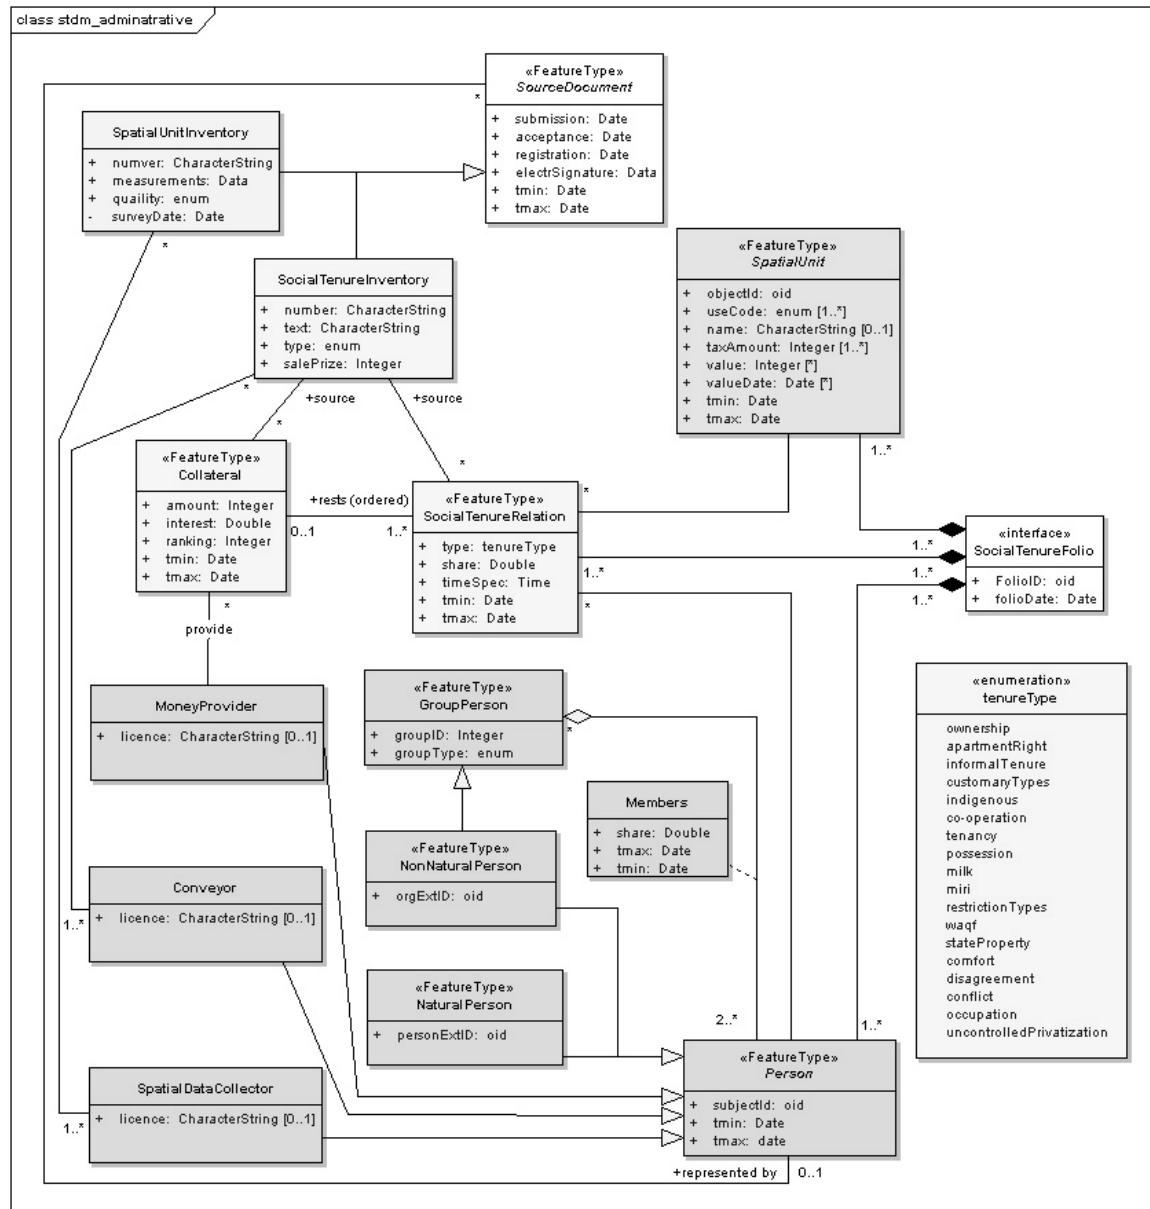 class stdm_adminatrative
«FeatureType»
SourceDocument
+ submission: Date
+ acceptance: Date
+ registration: Date
+ electrSignature: Data
+ tmin: Date
+ tmax: Date
*
SpatialUnitInventory
+ numver: CharacterString
+ measurements: Data
+ quaility: enum
- surveyDate: Date
*
SocialTenureInventory
+ number: CharacterString
+ text: CharacterString
+ type: enum
+ salePrize: Integer
*
+source
+source
*
*
«FeatureType»
SpatialUnit
+ objectId: oid
+ useCode: enum [1..*]
+ name: CharacterString [0..1]
+ taxAmount: Integer [1..*]
+ value: Integer [*]
+ valueDate: Date [*]
+ tmin: Date
+ tmax: Date
1..*
«FeatureType»
Collateral
+ amount: Integer
+ interest: Double
+ ranking: Integer
+ tmin: Date
+ tmax: Date
+rests (ordered)
0..1
1..*
*
provide
«FeatureType»
SocialTenureRelation
+ type: tenureType
+ share: Double
+ timeSpec: Time
+ tmin: Date
+ tmax: Date
*
1..*
*
1..*
1..*
1..*
«interface»
SocialTenureFolio
+ FolioID: oid
+ folioDate: Date
MoneyProvider
+ licence: CharacterString [0..1]
«FeatureType»
GroupPerson
+ groupID: Integer
+ groupType: enum
*
Members
+ share: Double
+ tmax: Date
+ tmin: Date
«enumeration»
tenureType
ownership
apartmentRight
informalTenure
customaryTypes
indigenous
co-operation
tenancy
possession
milk
miri
restrictionTypes
waqf
stateProperty
comfort
disagreement
conflict
occupation
uncontrolledPrivatization
«FeatureType»
NonNaturalPerson
+ orgExtID: oid
Conveyor
+ licence: CharacterString [0..1]
1..*
«FeatureType»
NaturalPerson
+ personExtID: oid
2..*
1..*
«FeatureType»
Person
+ subjectId: oid
+ tmin: Date
+ tmax: date
SpatialDataCollector
+ licence: CharacterString [0..1]
1..*
+represented by
0..1